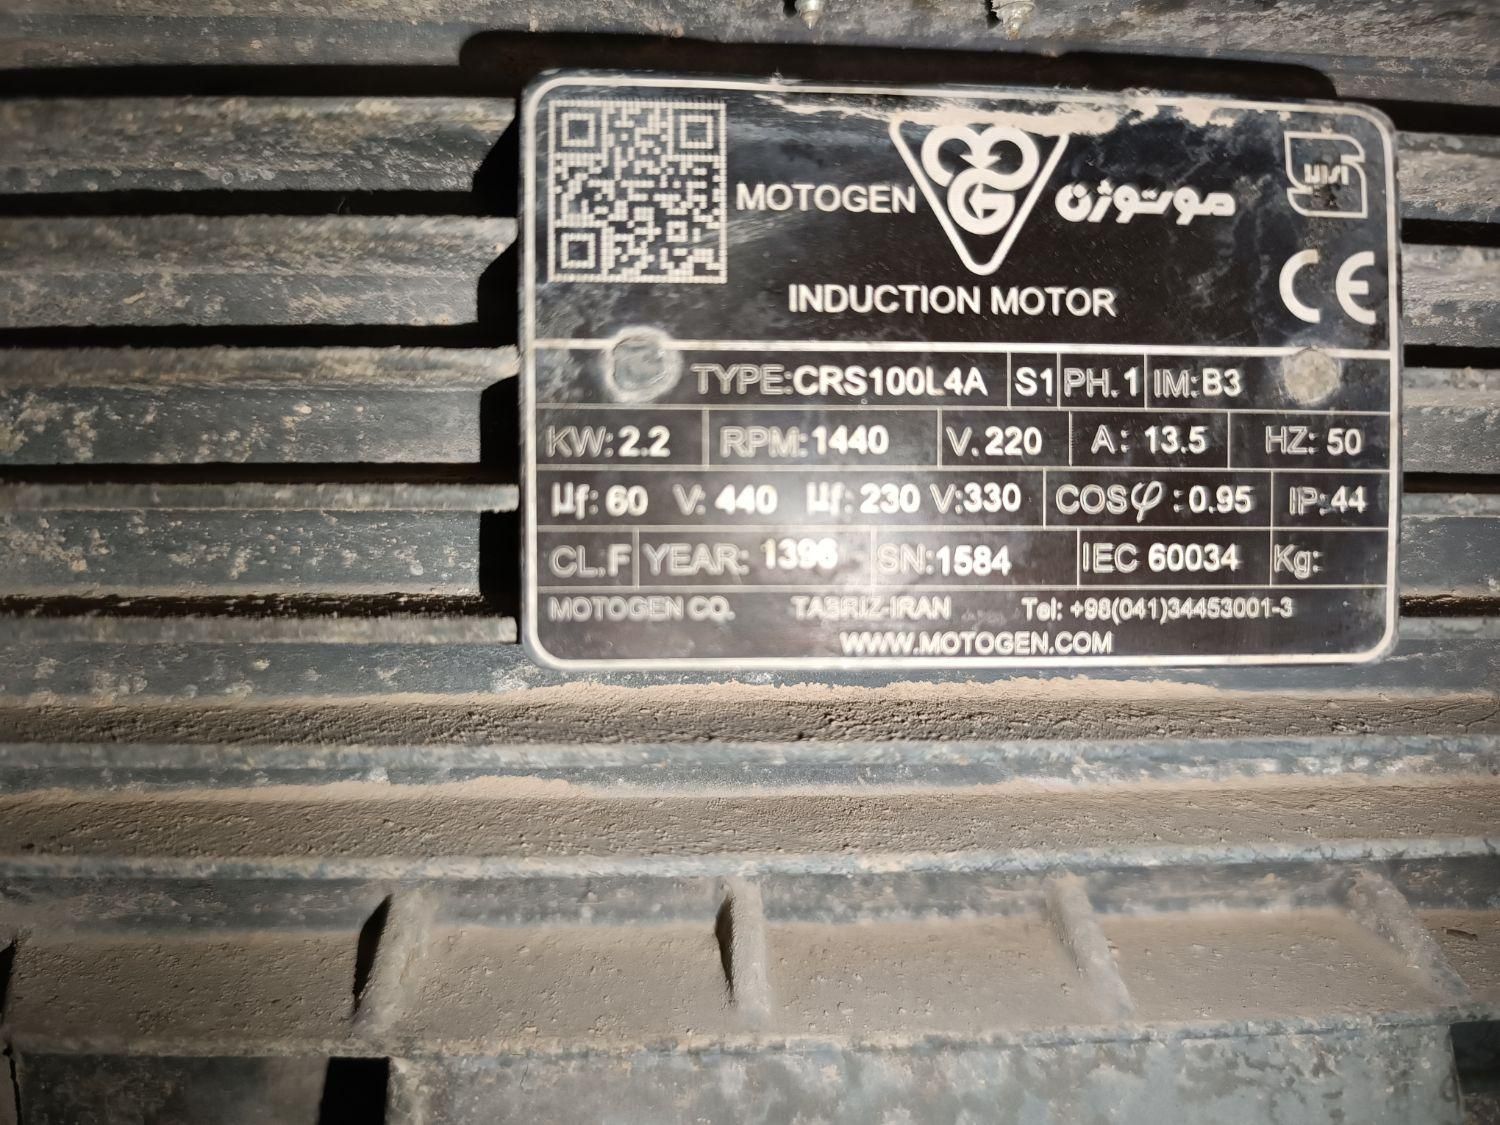 MOTOGEN موتوژن
CE
INDUCTION MOTOR
TYPE:CRS100L4A S1 PH. 1 IM: B3
KW: 2.2 RPM: 1440 V. 220 A: 13.5 HZ: 50
µf: 60 V: 440 µf: 230 V:330 COSφ : 0.95 IP: 44
CL. F YEAR: 1396 SN:1584 IEC 60034 Kg:
MOTOGEN CO. TABRIZ-IRAN Tel: +98(041)34453001-3
WWW.MOTOGEN.COM